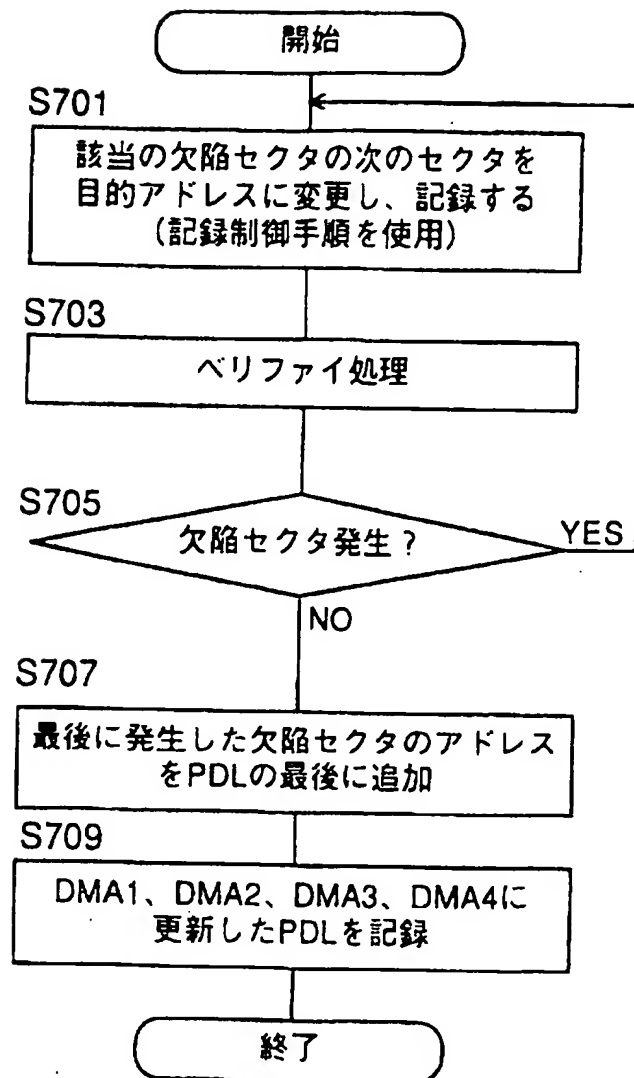 開始
S701
該当の欠陥セクタの次のセクタを
目的アドレスに変更し、記録する
(記録制御手順を使用)
S703
ベリファイ処理
S705
欠陥セクタ発生?
YES
NO
S707
最後に発生した欠陥セクタのアドレス
をPDLの最後に追加
S709
DMA1、DMA2、DMA3、DMA4に
更新したPDLを記録
終了